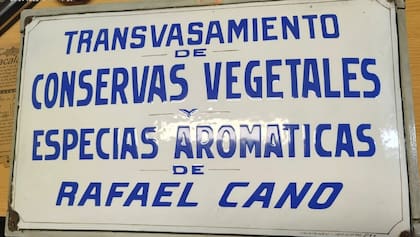 TRANSVASAMIENTO
DE
CONSERVAS VEGETALES
Y
ESPECIAS AROMATICAS
DE
RAFAEL CANO